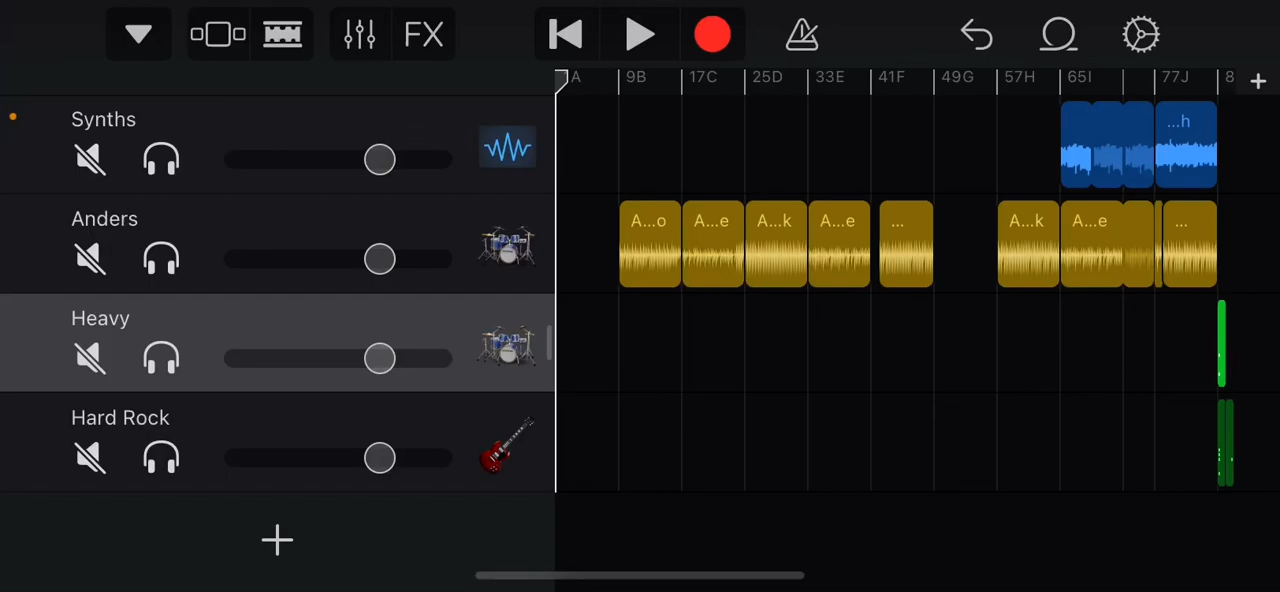 FX
A 9B 17C 25D 33E 41F 49G 57H 65I 77J 8
Synths
...h
Anders
A...o A...e A...k A...e ... A...k A...e ...
Heavy
Hard Rock